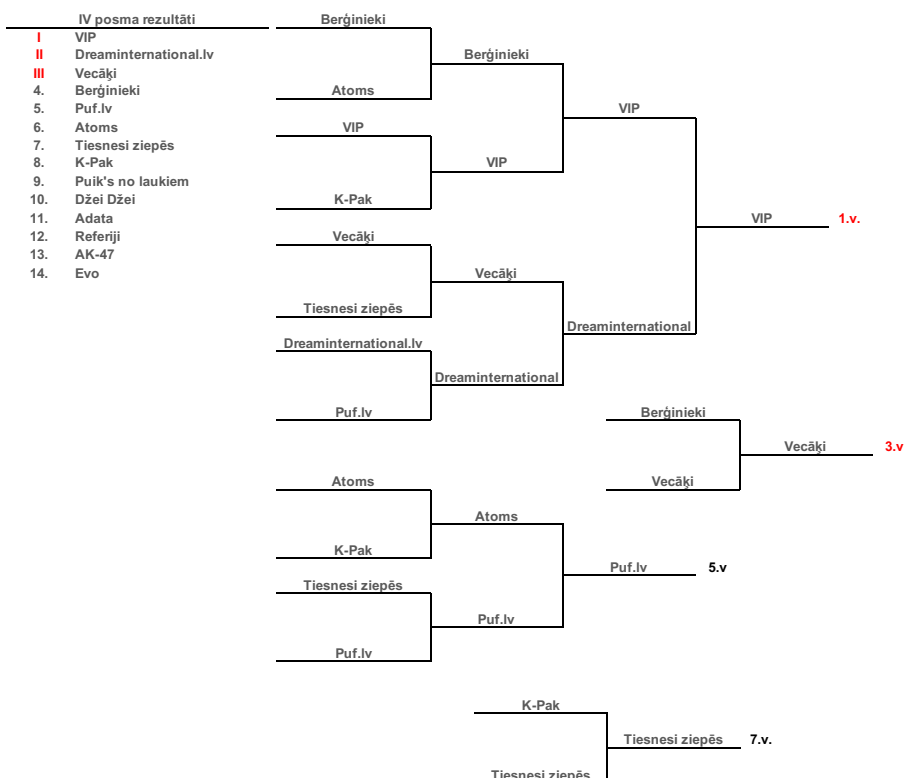 IV posma rezultāti
I VIP
II Dreaminternational.lv
III Vecāķi
4. Berģinieki
5. Puf.lv
6. Atoms
7. Tiesnesi ziepēs
8. K-Pak
9. Puik's no laukiem
10. Džei Džei
11. Adata
12. Referiji
13. AK-47
14. Evo
Berģinieki
Atoms
VIP
K-Pak
Vecāķi
Tiesnesi ziepēs
Dreaminternational.lv
Puf.lv
Berģinieki
VIP
Vecāķi
Dreaminternational
VIP
Dreaminternational
VIP 1.v.
Berģinieki
Vecāķi
Vecāķi 3.v
Atoms
K-Pak
Tiesnesi ziepēs
Puf.lv
Atoms
Puf.lv
Puf.lv 5.v
K-Pak
Tiesnesi ziepēs
Tiesnesi ziepēs 7.v.